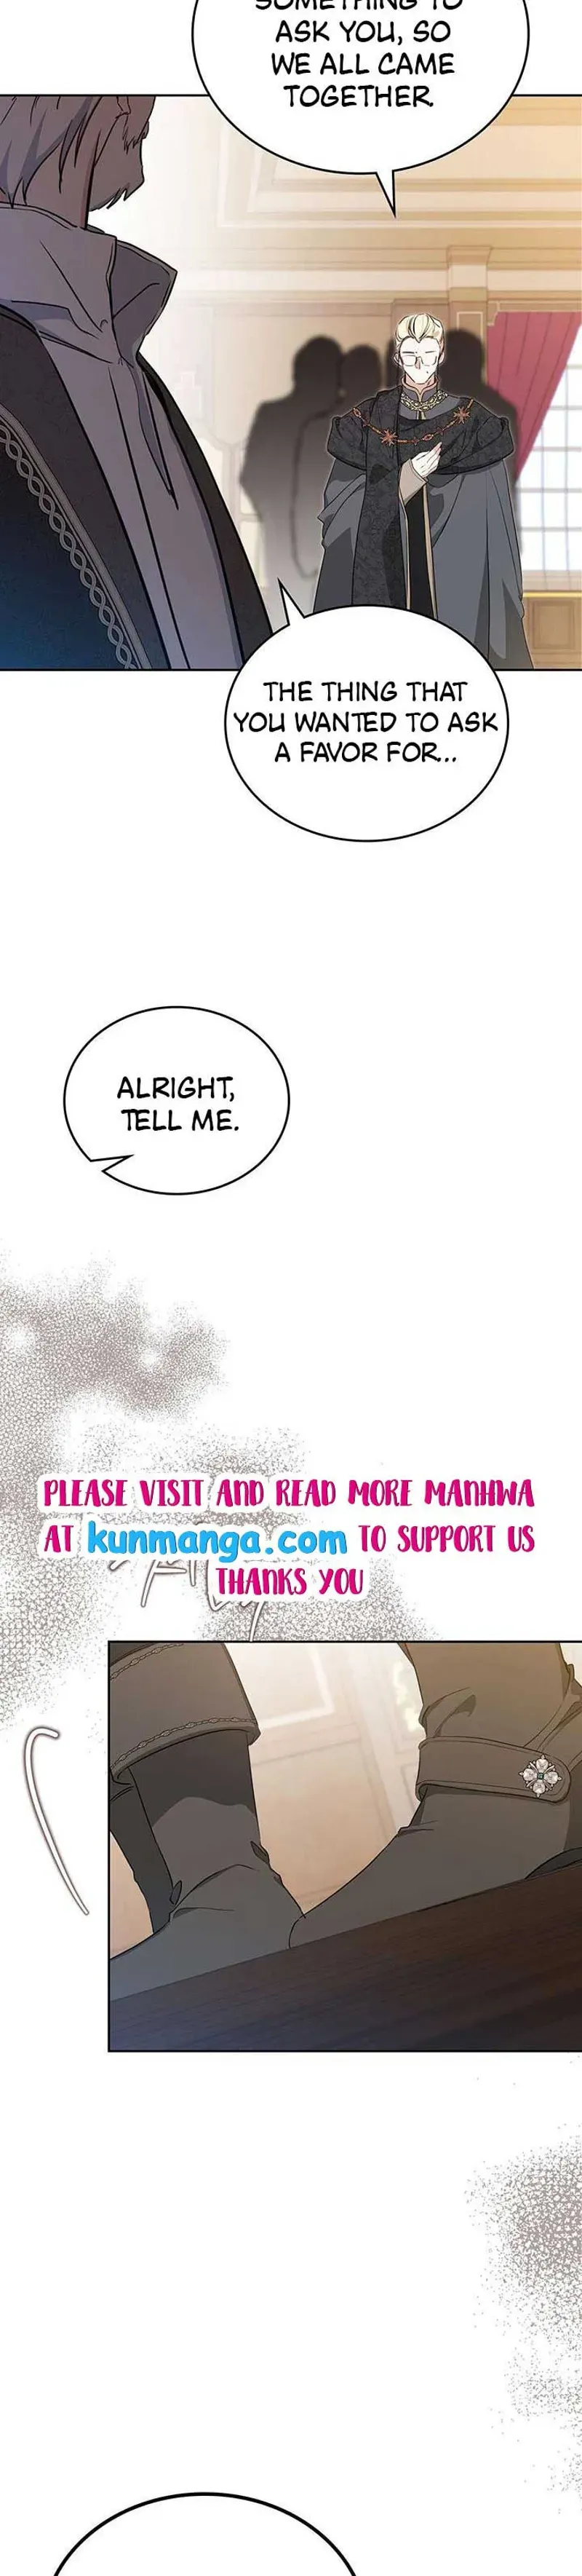 SOMETHING TO
ASK YOU, SO
WE ALL CAME
TOGETHER.
THE THING THAT
YOU WANTED TO ASK
A FAVOR FOR...
ALRIGHT,
TELL ME.
PLEASE VISIT AND READ MORE MANHWA
AT kunmanga.com TO SUPPORT US
THANKS YOU